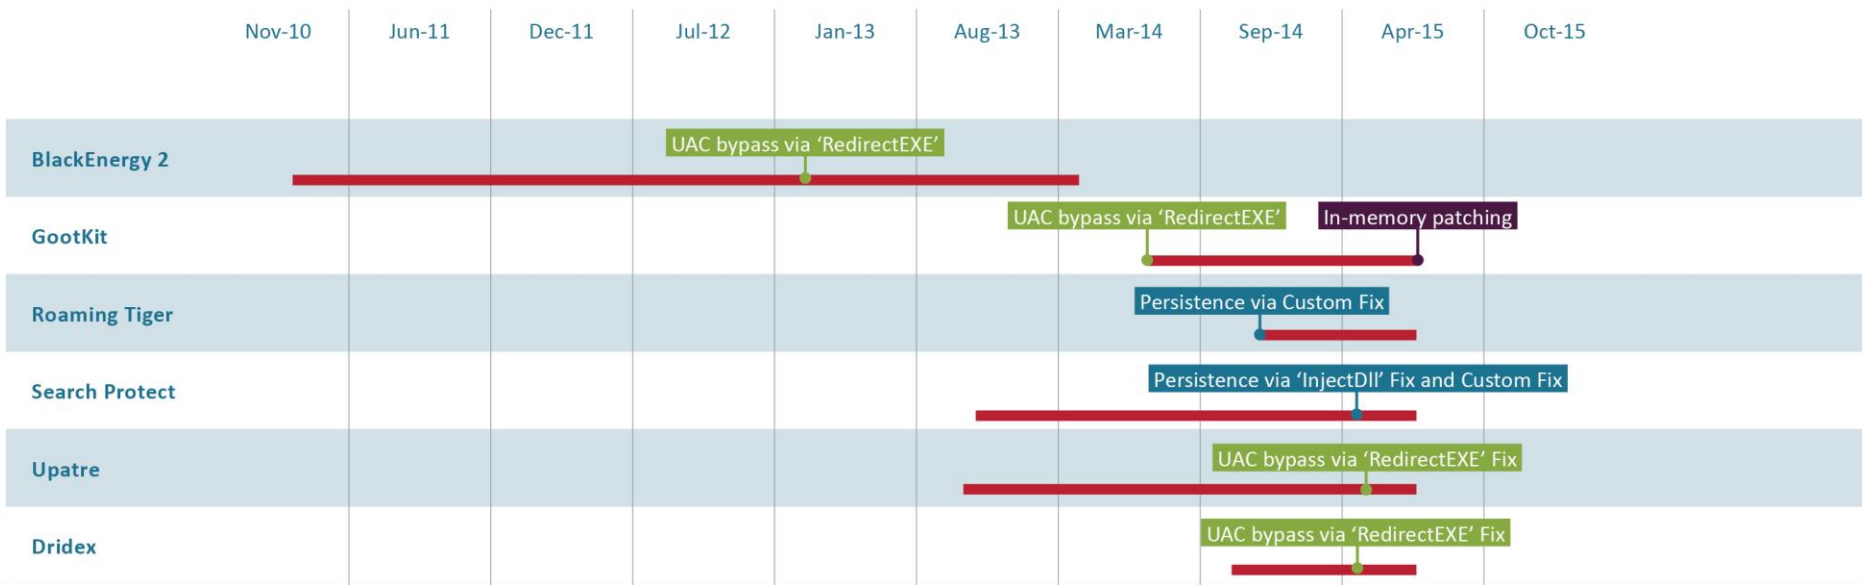 Nov-10 Jun-11 Dec-11 Jul-12 Jan-13 Aug-13 Mar-14 Sep-14 Apr-15 Oct-15
UAC bypass via ‘RedirectEXE’
BlackEnergy 2
UAC bypass via ‘RedirectEXE’ In-memory patching
GootKit
Persistence via Custom Fix
Roaming Tiger
Persistence via ‘InjectDll’ Fix and Custom Fix
Search Protect
UAC bypass via ‘RedirectEXE’ Fix
Upatre
UAC bypass via ‘RedirectEXE’ Fix
Dridex